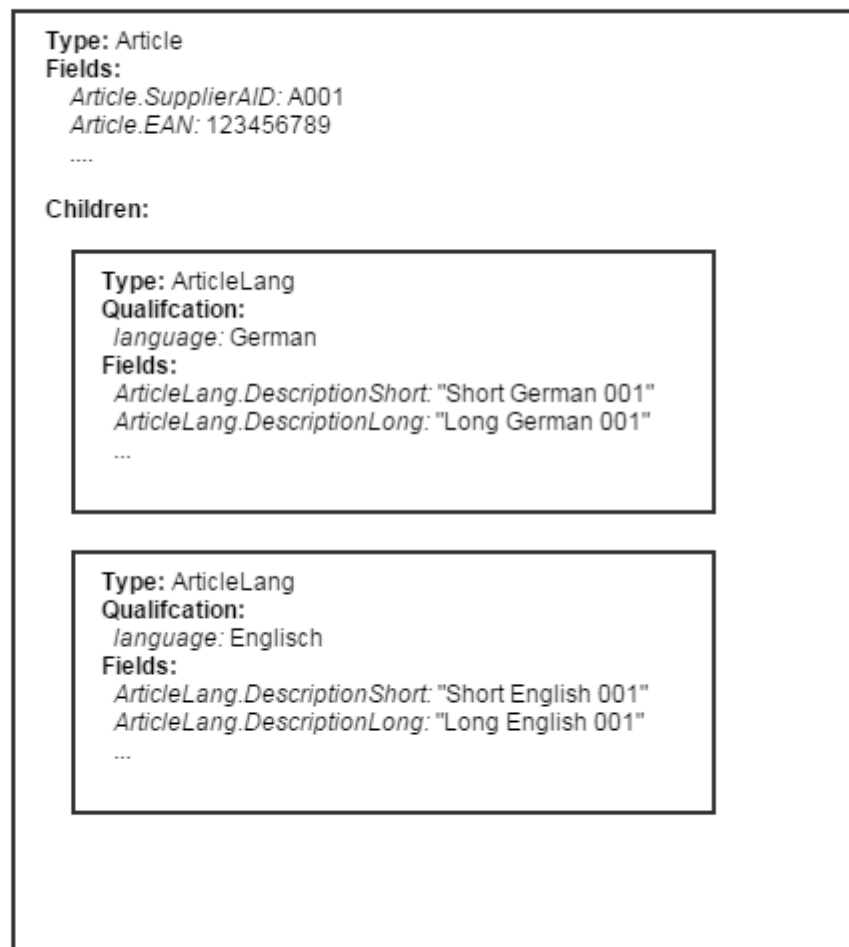 Type: Article
Fields:
Article.SupplierAID: A001
Article.EAN: 123456789
....
Children:
Type: ArticleLang
Qualifcation:
language: German
Fields:
ArticleLang.DescriptionShort: "Short German 001"
ArticleLang.DescriptionLong: "Long German 001"
...
Type: ArticleLang
Qualifcation:
language: Englisch
Fields:
ArticleLang.DescriptionShort: "Short English 001"
ArticleLang.DescriptionLong: "Long English 001"
...